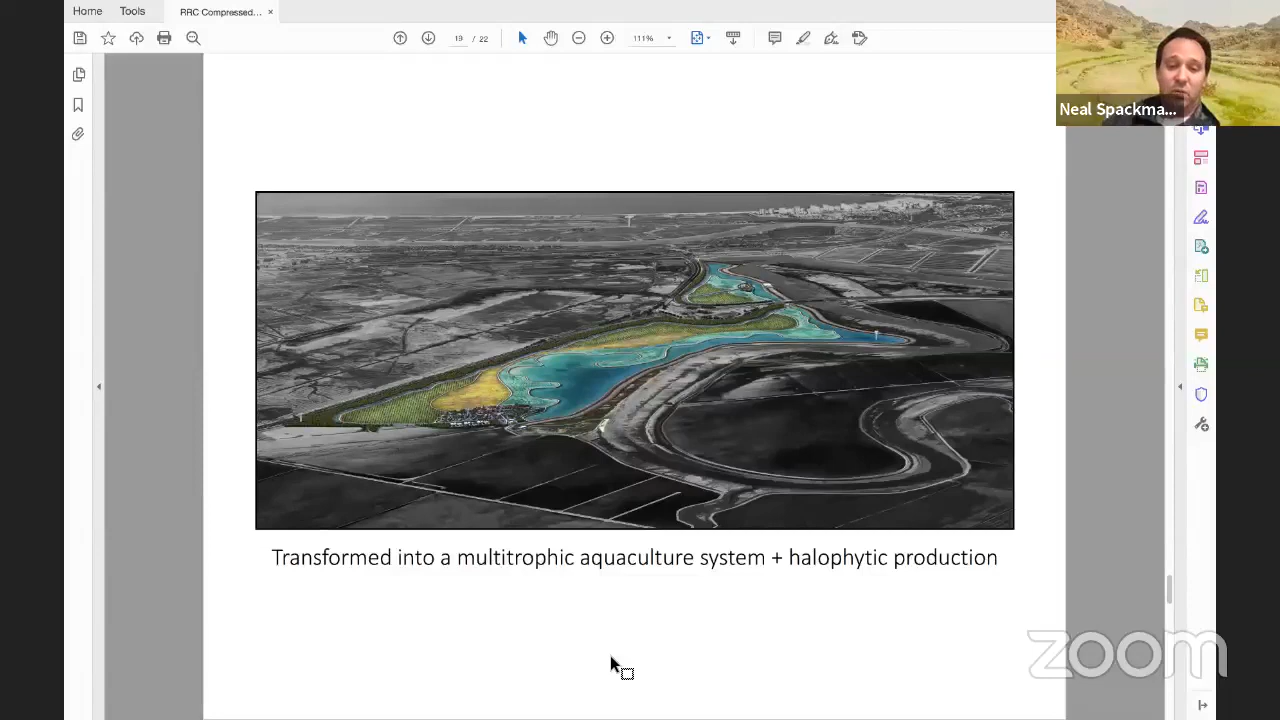 Home
Tools
RRC Compressed... ×
19 / 22
111%
Neal Spackma...
Transformed into a multitrophic aquaculture system + halophytic production
zoom